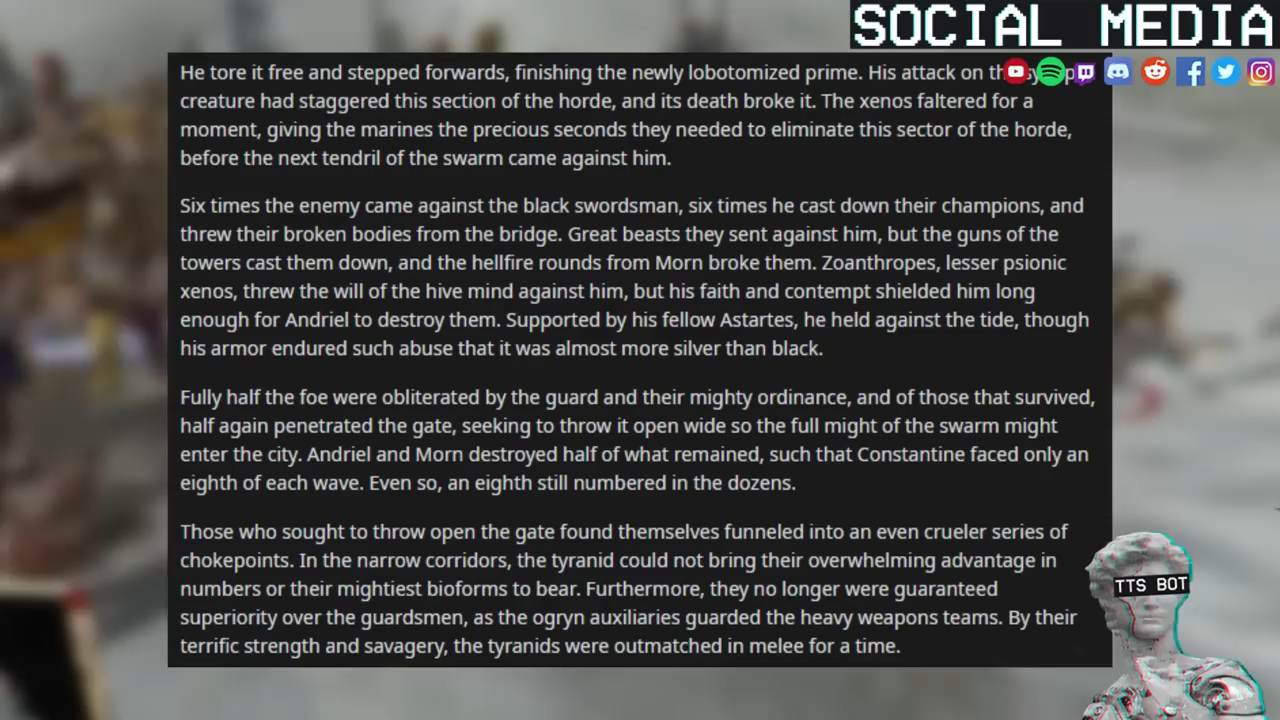 SOCIAL MEDIA
He tore it free and stepped forwards, finishing the newly lobotomized prime. His attack on
creature had staggered this section of the horde, and its death broke it. The xenos faltered for a
moment, giving the marines the precious seconds they needed to eliminate this sector of the horde,
before the next tendril of the swarm came against him.
Six times the enemy came against the black swordsman, six times he cast down their champions, and
threw their broken bodies from the bridge. Great beasts they sent against him, but the guns of the
towers cast them down, and the hellfire rounds from Morn broke them. Zoanthropes, lesser psionic
xenos, threw the will of the hive mind against him, but his faith and contempt shielded him long
enough for Andriel to destroy them. Supported by his fellow Astartes, he held against the tide, though
his armor endured such abuse that it was almost more silver than black.
Fully half the foe were obliterated by the guard and their mighty ordinance, and of those that survived,
half again penetrated the gate, seeking to throw it open wide so the full might of the swarm might
enter the city. Andriel and Morn destroyed half of what remained, such that Constantine faced only an
eighth of each wave. Even so, an eighth still numbered in the dozens.
Those who sought to throw open the gate found themselves funneled into an even crueler series of
chokepoints. In the narrow corridors, the tyranid could not bring their overwhelming advantage in
numbers or their mightiest bioforms to bear. Furthermore, they no longer were guaranteed
superiority over the guardsmen, as the ogryn auxiliaries guarded the heavy weapons teams. By their
terrific strength and savagery, the tyranids were outmatched in melee for a time.
TTS BOT